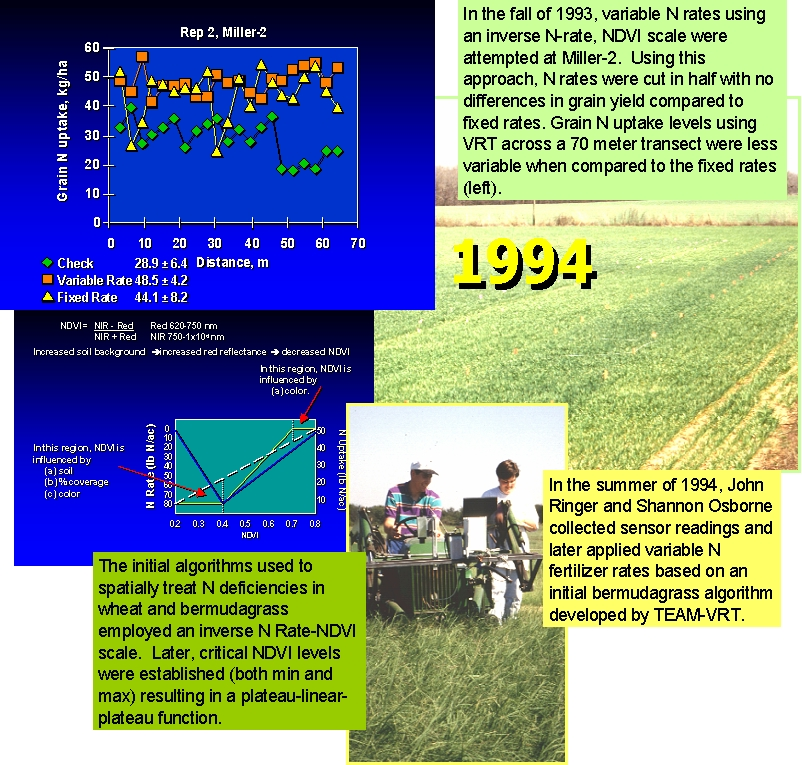 Rep 2, Miller-2
Grain N uptake, kg/ha
60
50
40
30
20
10
0
0 10 20 30 40 50 60 70
Distance, m
Check 28.9 ± 6.4
Variable Rate 48.5 ± 4.2
Fixed Rate 44.1 ± 8.2
In the fall of 1993, variable N rates using
an inverse N-rate, NDVI scale were
attempted at Miller-2. Using this
approach, N rates were cut in half with no
differences in grain yield compared to
fixed rates. Grain N uptake levels using
VRT across a 70 meter transect were less
variable when compared to the fixed rates
(left).
1994
NDVI = NIR - Red Red 620-750 nm
NIR + Red NIR 750-1x10⁴ nm
Increased soil background ➔increased red reflectance ➔ decreased NDVI
In this region, NDVI is
influenced by
(a) color.
In this region, NDVI is
influenced by
(a) soil
(b) % coverage
(c) color
N Rate (lb N/ac)
0
10
20
30
40
50
60
70
80
50
40
30
20
10
N Uptake (lb N/ac)
0.2 0.3 0.4 0.5 0.6 0.7 0.8
NDVI
The initial algorithms used to
spatially treat N deficiencies in
wheat and bermudagrass
employed an inverse N Rate-NDVI
scale. Later, critical NDVI levels
were established (both min and
max) resulting in a plateau-linear-
plateau function.
In the summer of 1994, John
Ringer and Shannon Osborne
collected sensor readings and
later applied variable N
fertilizer rates based on an
initial bermudagrass algorithm
developed by TEAM-VRT.